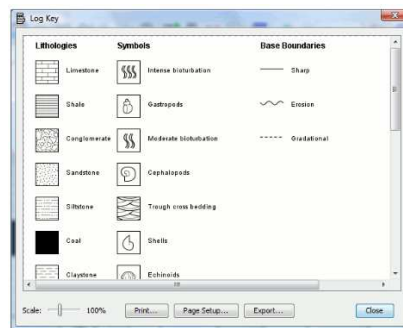 Log Key
Lithologies Symbols Base Boundaries
Limestone Intense bioturbation Sharp
Shale Gastropods Erosion
Conglomerate Moderate bioturbation Gradational
Sandstone Cephalopods
Siltstone Trough cross bedding
Coal Shells
Claystone Echinoids
Scale: 100% Print... Page Setup... Export... Close